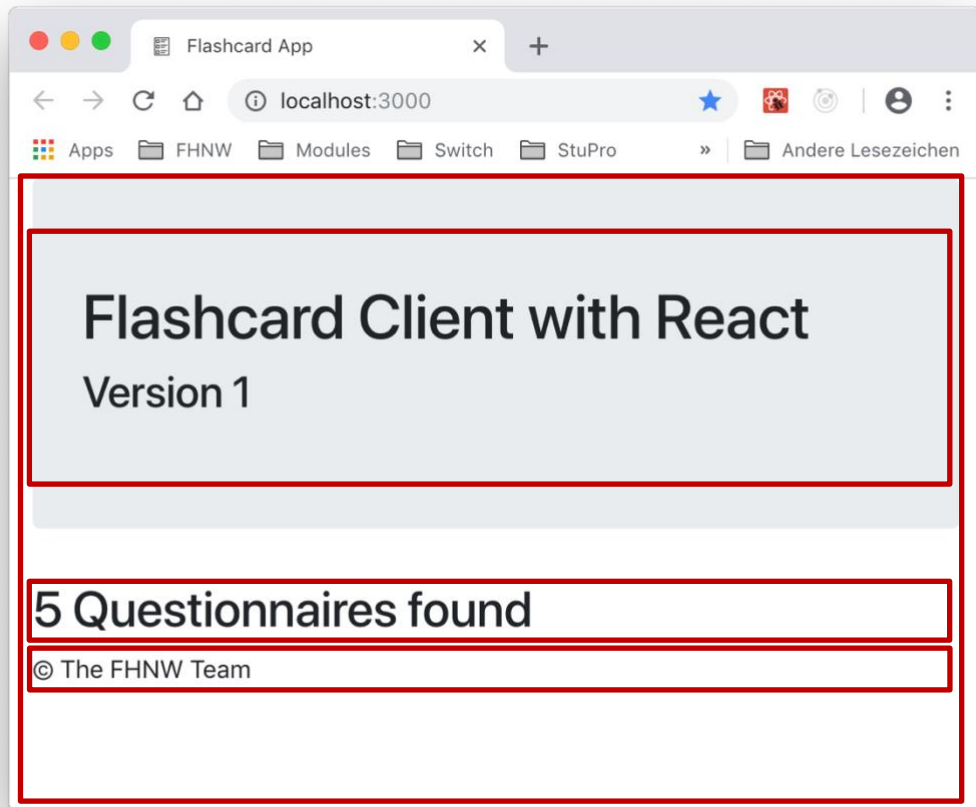 Flashcard App
localhost:3000
Apps FHNW Modules Switch StuPro » Andere Lesezeichen
Flashcard Client with React
Version 1
5 Questionnaires found
© The FHNW Team